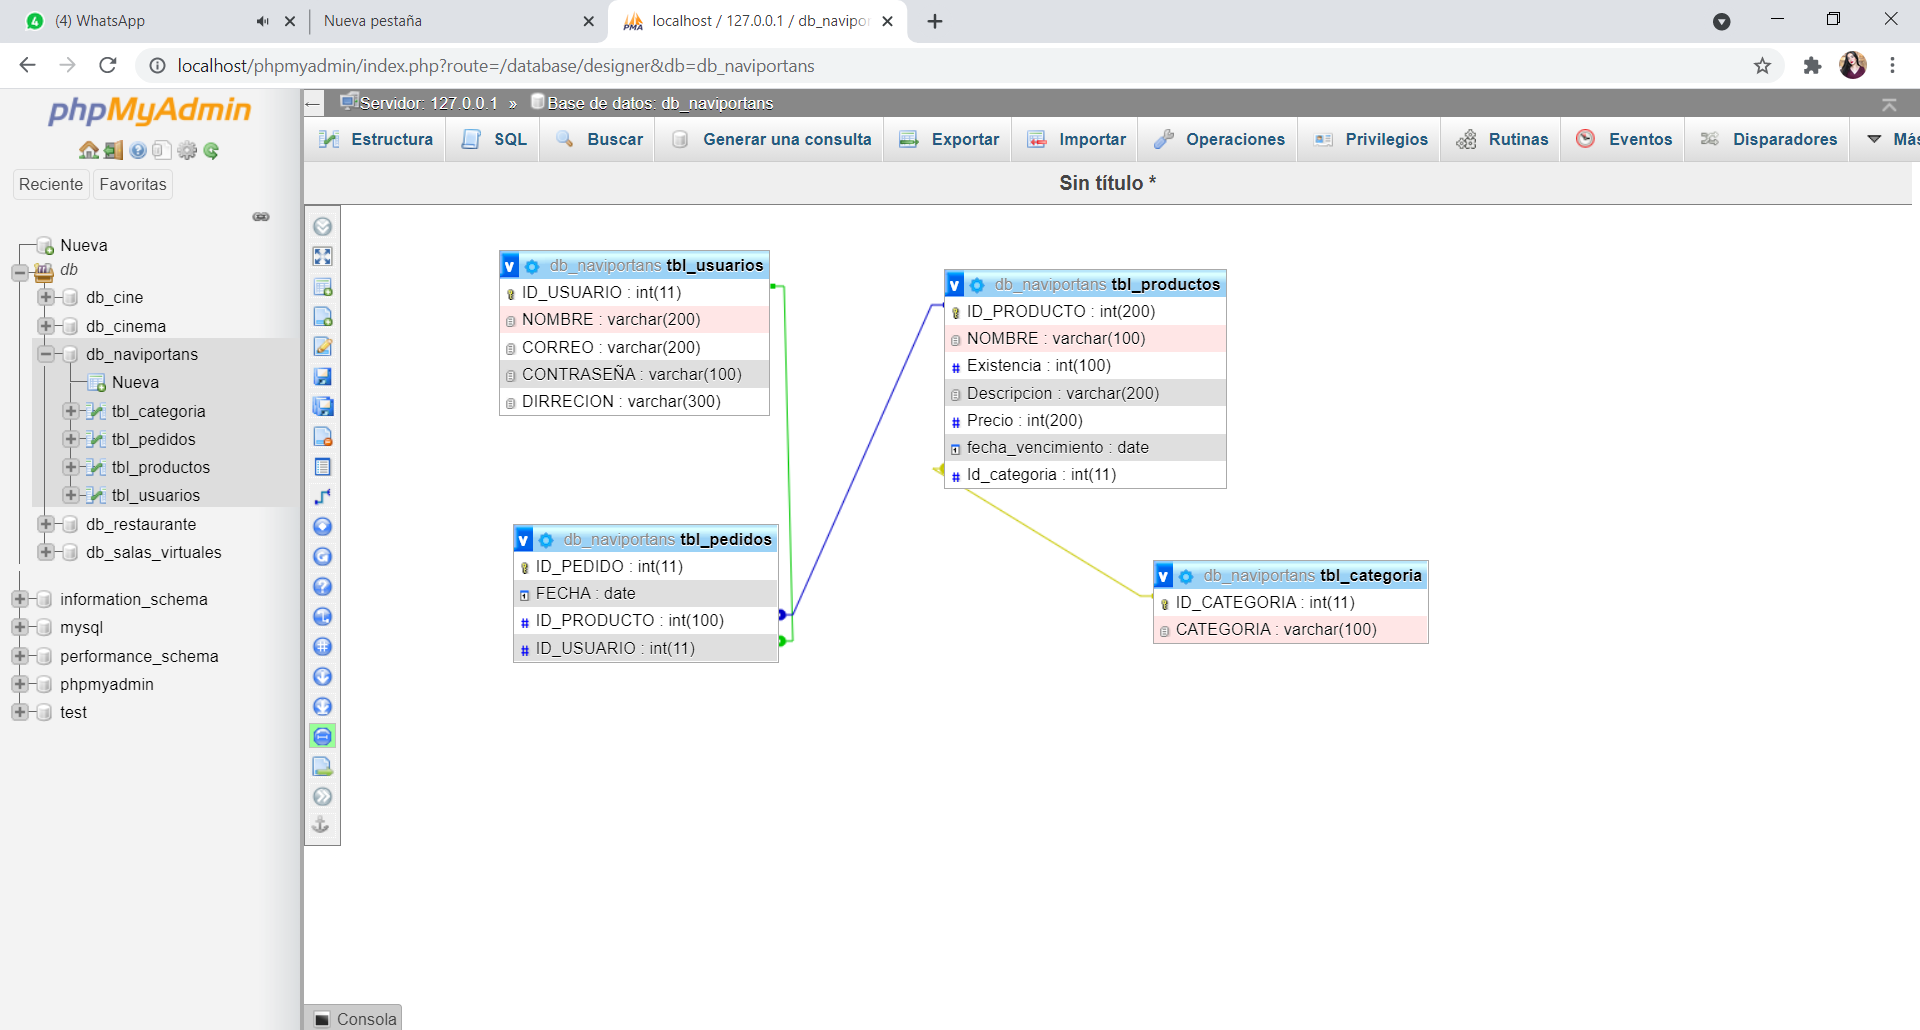 (4) WhatsApp
Nueva pestaña
localhost / 127.0.0.1 / db_navipo
localhost/phpmyadmin/index.php?route=/database/designer&db=db_naviportans
phpMyAdmin
Reciente
Favoritas
Nueva
db
db_cine
db_cinema
db_naviportans
Nueva
tbl_categoria
tbl_pedidos
tbl_productos
tbl_usuarios
db_restaurante
db_salas_virtuales
information_schema
mysql
performance_schema
phpmyadmin
test
Servidor: 127.0.0.1 » Base de datos: db_naviportans
Estructura SQL Buscar Generar una consulta Exportar Importar Operaciones Privilegios Rutinas Eventos Disparadores Más
Sin título *
v db_naviportans tbl_usuarios
ID_USUARIO : int(11)
NOMBRE : varchar(200)
CORREO : varchar(200)
CONTRASEÑA : varchar(100)
DIRRECION : varchar(300)
v db_naviportans tbl_productos
ID_PRODUCTO : int(200)
NOMBRE : varchar(100)
# Existencia : int(100)
Descripcion : varchar(200)
# Precio : int(200)
fecha_vencimiento : date
# Id_categoria : int(11)
v db_naviportans tbl_pedidos
ID_PEDIDO : int(11)
FECHA : date
# ID_PRODUCTO : int(100)
# ID_USUARIO : int(11)
v db_naviportans tbl_categoria
ID_CATEGORIA : int(11)
CATEGORIA : varchar(100)
Consola